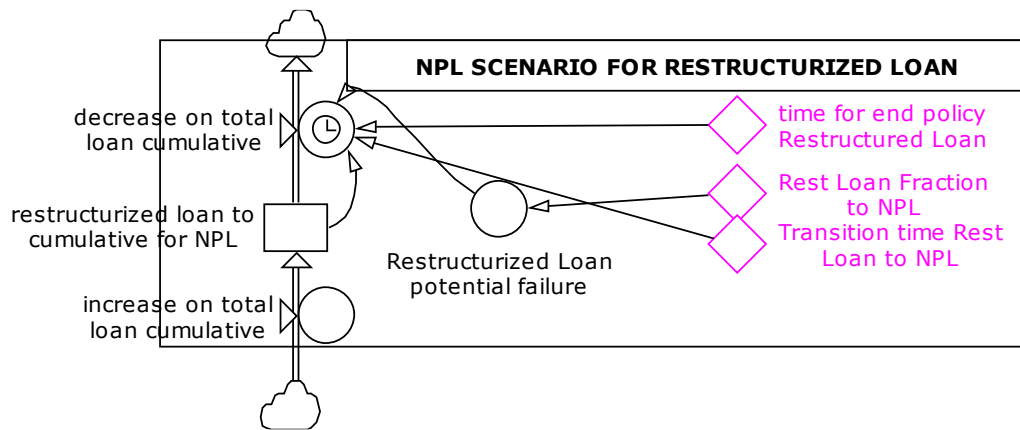 NPL SCENARIO FOR RESTRUCTURIZED LOAN
decrease on total
loan cumulative
time for end policy
Restructured Loan
Rest Loan Fraction
to NPL
restructurized loan to
cumulative for NPL
Transition time Rest
Loan to NPL
Restructurized Loan
potential failure
increase on total
loan cumulative